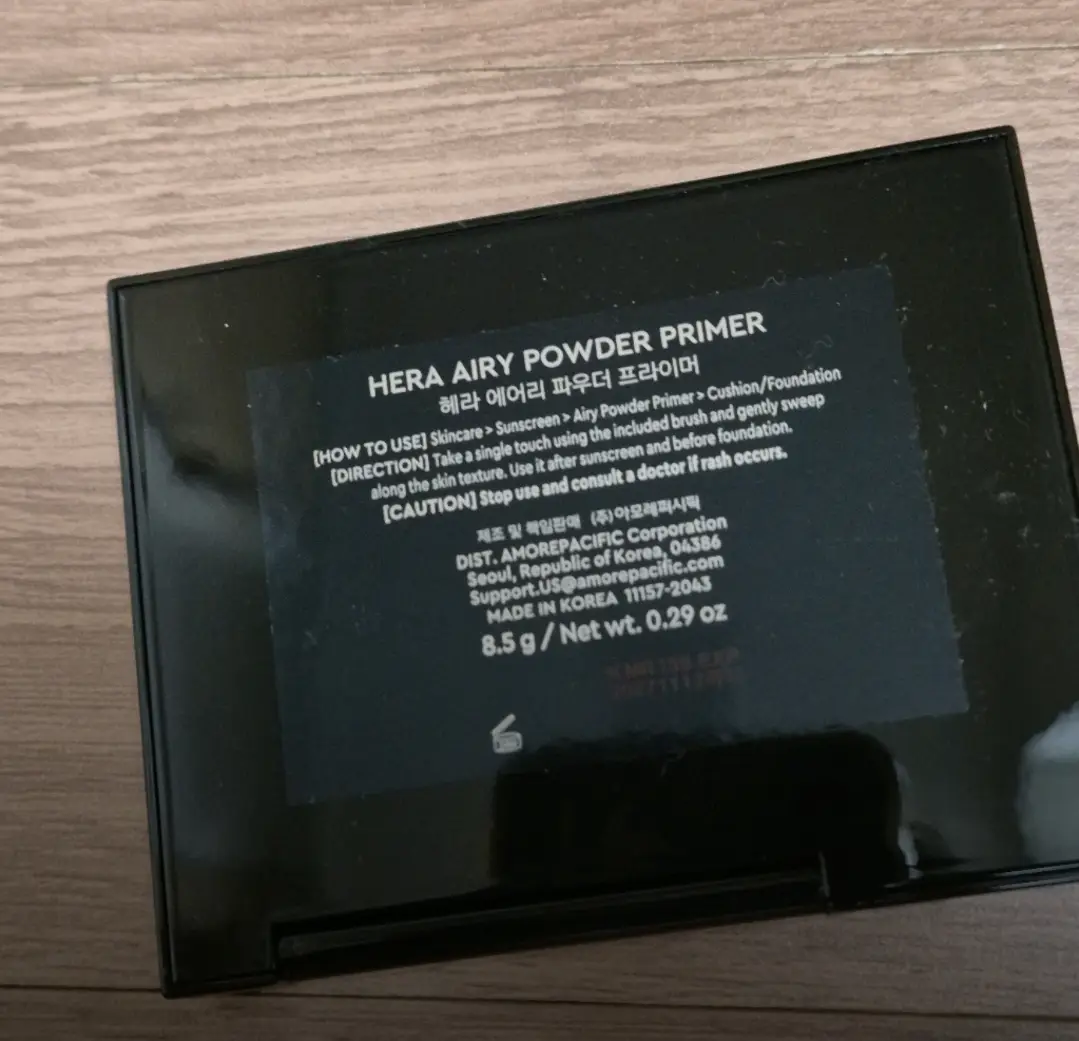 HERA AIRY POWDER PRIMER
헤라 에어리 파우더 프라이머
[HOW TO USE] Skincare > Sunscreen > Airy Powder Primer > Cushion/Foundation
[DIRECTION] Take a single touch using the included brush and gently sweep
along the skin texture. Use it after sunscreen and before foundation.
[CAUTION] Stop use and consult a doctor if rash occurs.
제조 및 책임판매 (주)아모레퍼시픽
DIST. AMOREPACIFIC Corporation
Seoul, Republic of Korea, 04386
Support.US@amorepacific.com
MADE IN KOREA 11157-2043
8.5 g / Net wt. 0.29 oz
EXP